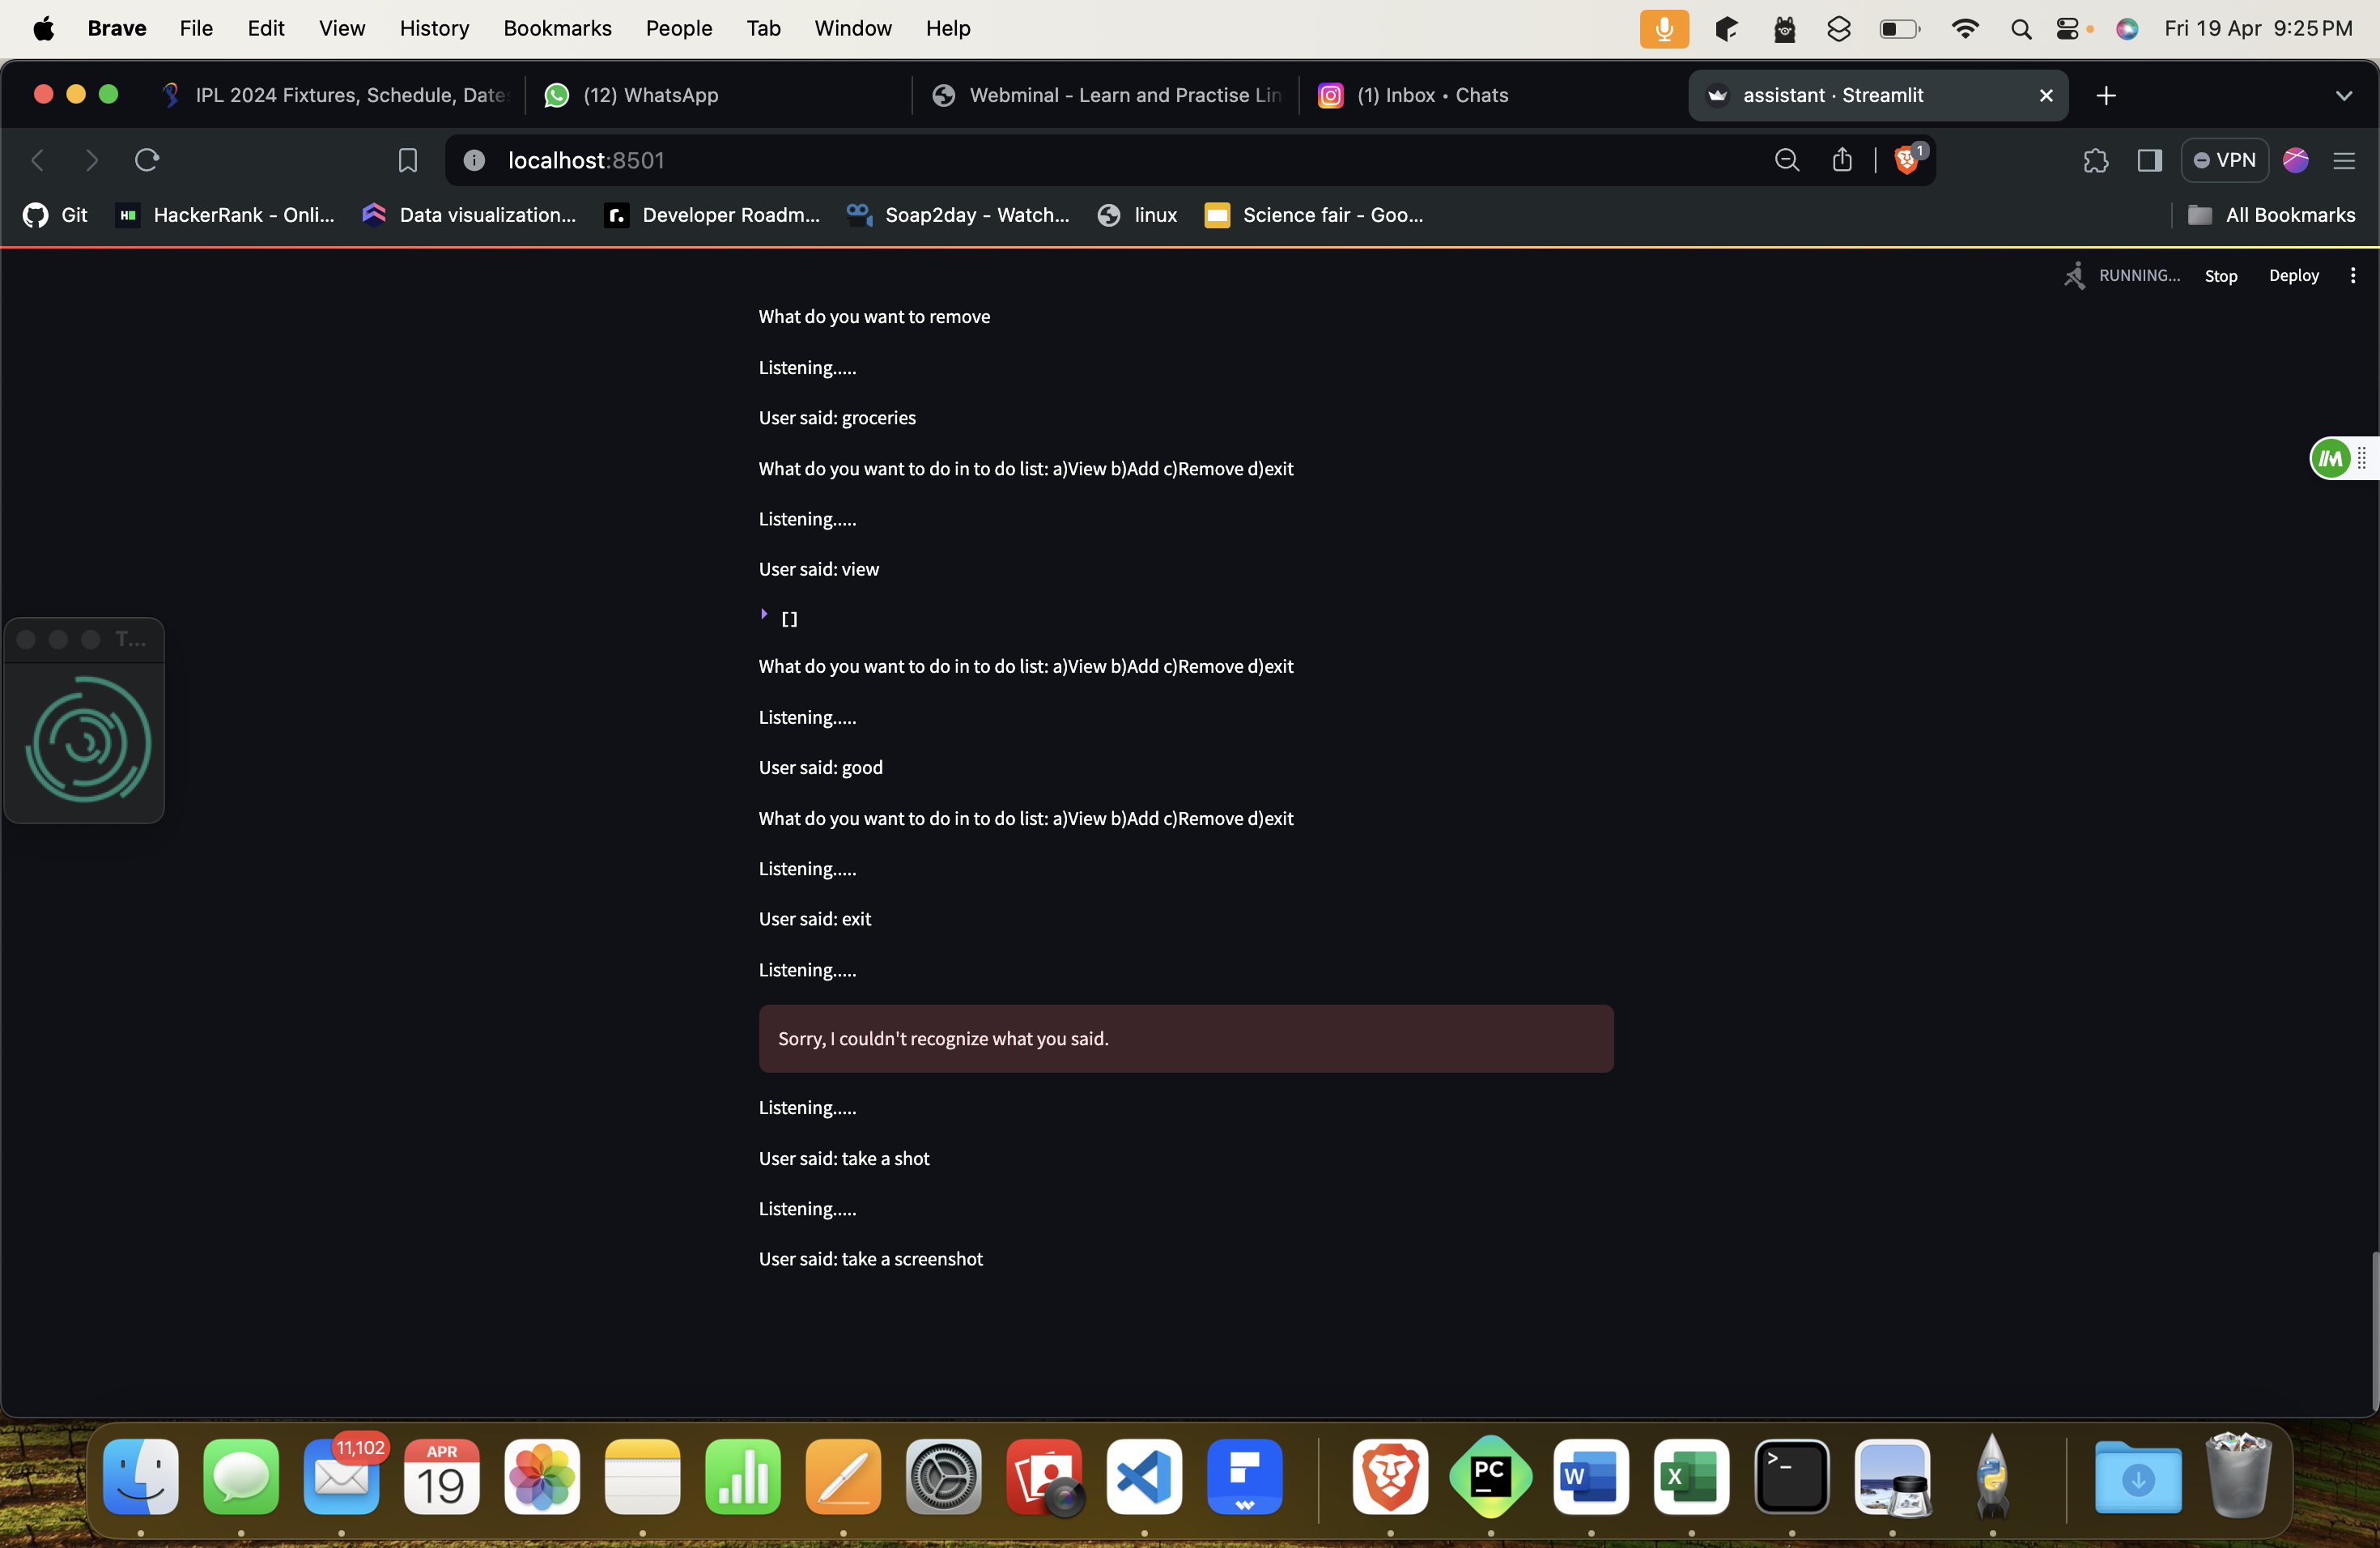 Brave File Edit View History Bookmarks People Tab Window Help Fri 19 Apr 9:25 PM
IPL 2024 Fixtures, Schedule, Date (12) WhatsApp Webminal - Learn and Practise Lin (1) Inbox • Chats assistant · Streamlit
localhost:8501 1 VPN
Git HackerRank - Onli... Data visualization... Developer Roadm... Soap2day - Watch... linux Science fair - Goo... All Bookmarks
RUNNING... Stop Deploy
What do you want to remove
Listening.....
User said: groceries
What do you want to do in to do list: a)View b)Add c)Remove d)exit
Listening.....
User said: view
[]
T...
What do you want to do in to do list: a)View b)Add c)Remove d)exit
Listening.....
User said: good
What do you want to do in to do list: a)View b)Add c)Remove d)exit
Listening.....
User said: exit
Listening.....
Sorry, I couldn't recognize what you said.
Listening.....
User said: take a shot
Listening.....
User said: take a screenshot
11,102
APR
19
PC
W
X
>_